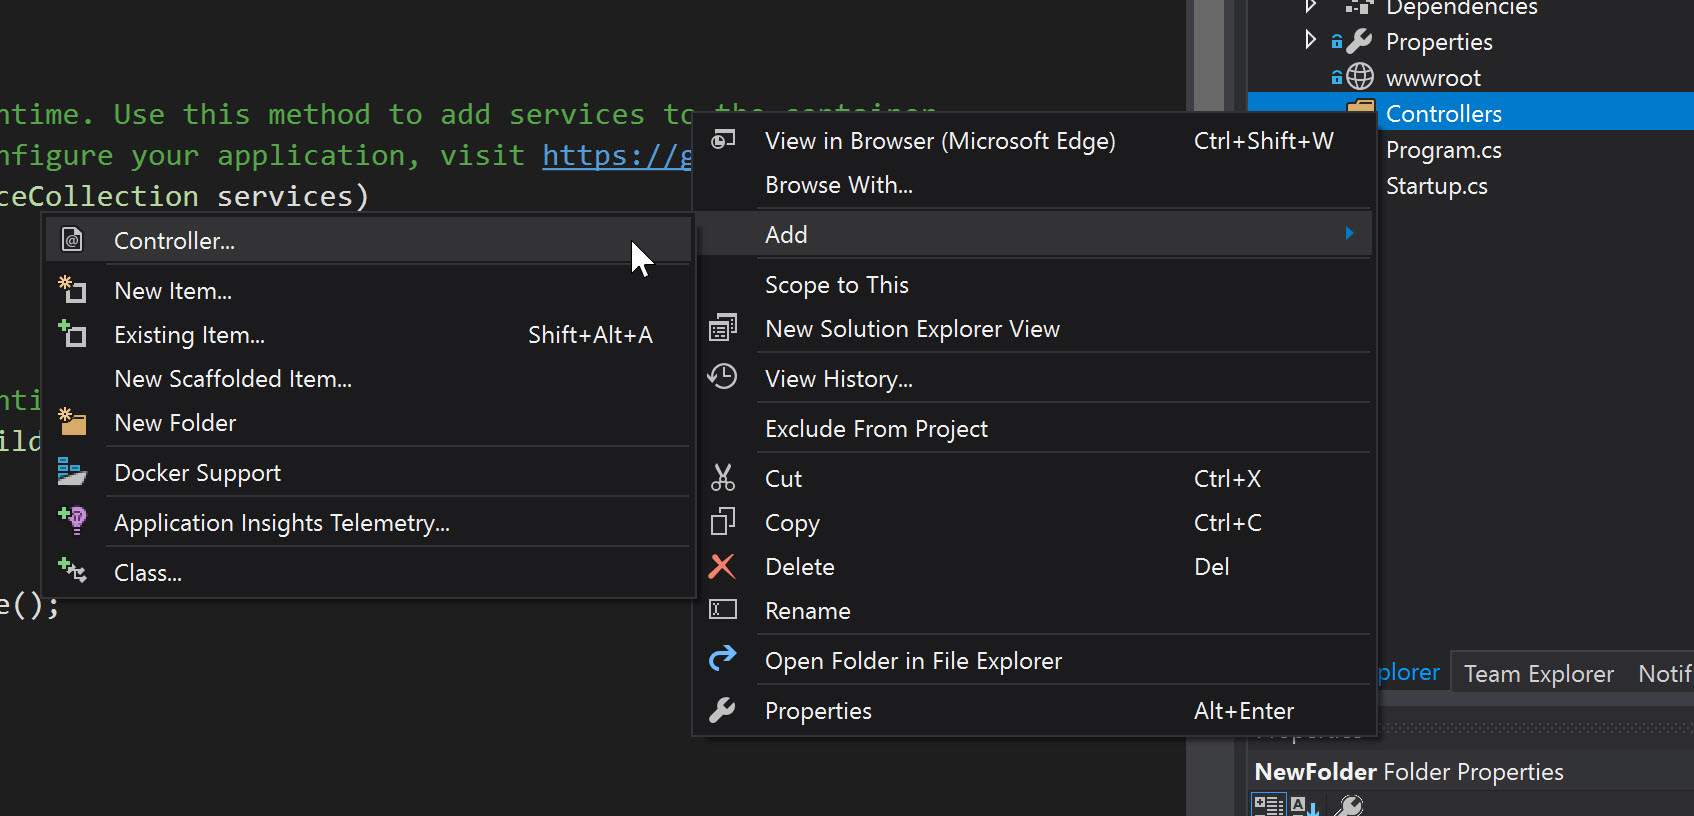 Dependencies
Properties
wwwroot
Controllers
Program.cs
Startup.cs
ntime. Use this method to add services to the container
nfigure your application, visit https://g
ceCollection services)
Controller...
New Item...
Existing Item... Shift+Alt+A
New Scaffolded Item...
New Folder
Docker Support
Application Insights Telemetry...
Class...
nti
ild
e();
View in Browser (Microsoft Edge) Ctrl+Shift+W
Browse With...
Add
Scope to This
New Solution Explorer View
View History...
Exclude From Project
Cut Ctrl+X
Copy Ctrl+C
Delete Del
Rename
Open Folder in File Explorer
Properties Alt+Enter
plorer Team Explorer Notif
Properties
NewFolder Folder Properties